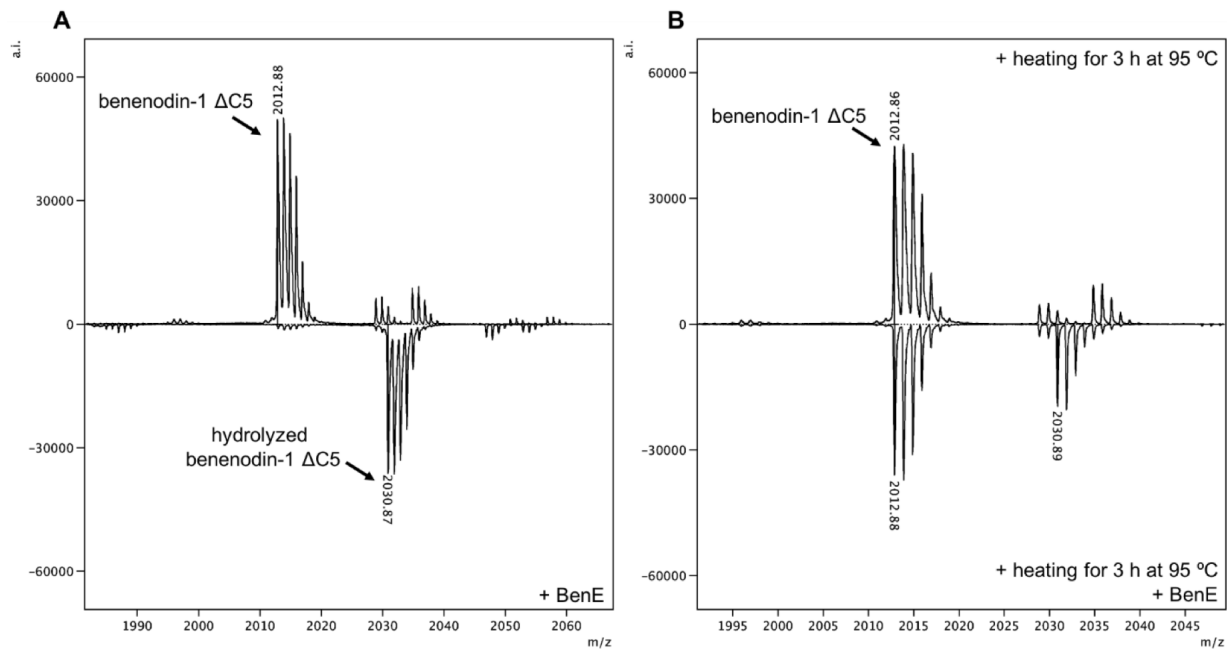 A
a.i.
60000
30000
0
-30000
-60000
2012.88
benenodin-1 ΔC5
hydrolyzed
benenodin-1 ΔC5
2030.87
+ BenE
1990
2000
2010
2020
2030
2040
2050
2060
m/z
B
a.i.
60000
30000
0
-30000
-60000
+ heating for 3 h at 95 ºC
2012.86
benenodin-1 ΔC5
2030.89
2012.88
+ heating for 3 h at 95 ºC
+ BenE
1995
2000
2005
2010
2015
2020
2025
2030
2035
2040
2045
m/z